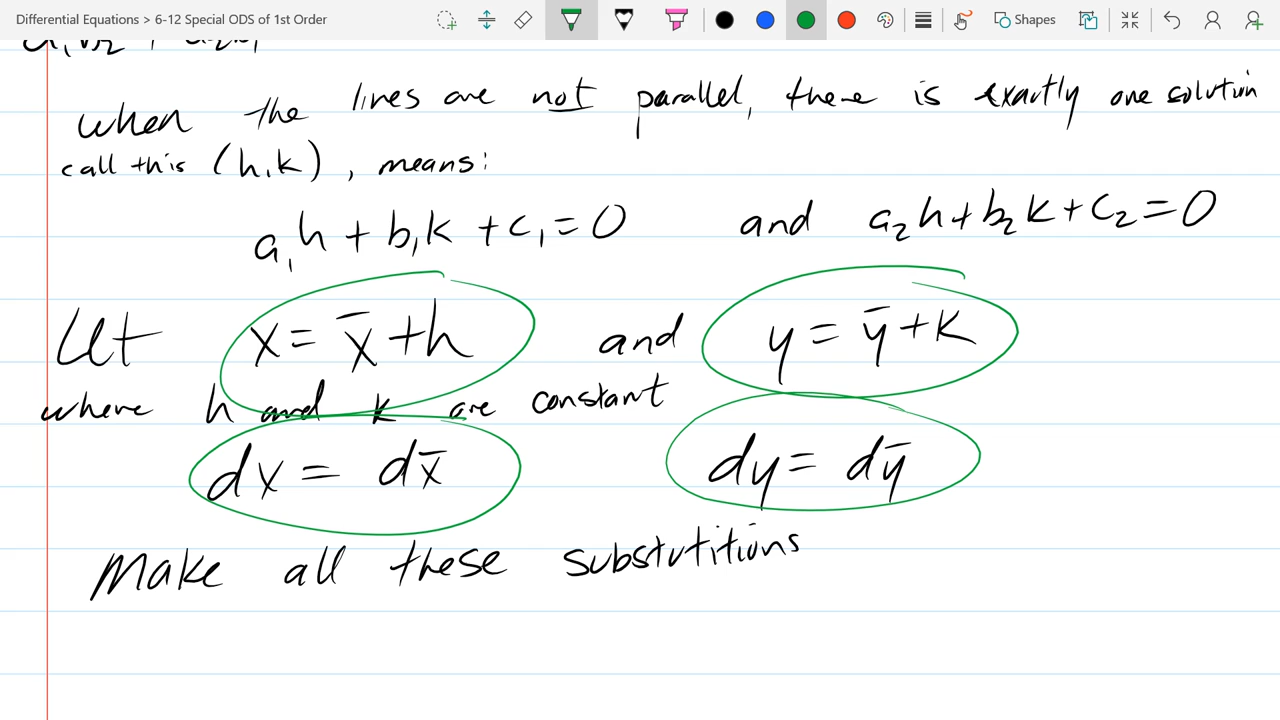 Differential Equations > 6-12 Special ODS of 1st Order
Shapes
when the lines are not parallel, there is exactly one solution
call this (h,k), means:
a₁h + b₁k + c₁ = 0 and a₂h + b₂k + c₂ = 0
Let x = x̄ + h and y = ȳ + k
where h and k are constant
dx = dx̄ dy = dȳ
Make all these substutitions